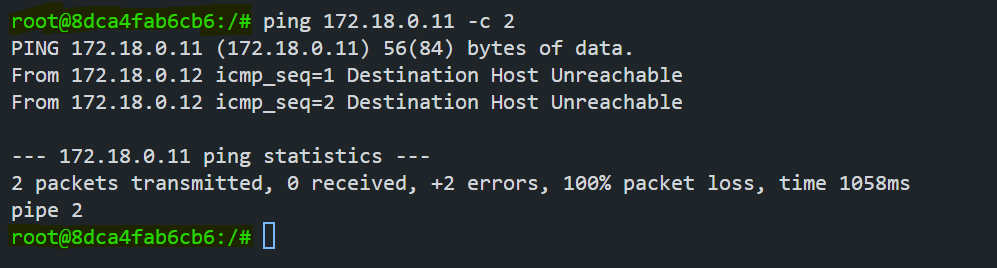 root@8dca4fab6cb6:/# ping 172.18.0.11 -c 2
PING 172.18.0.11 (172.18.0.11) 56(84) bytes of data.
From 172.18.0.12 icmp_seq=1 Destination Host Unreachable
From 172.18.0.12 icmp_seq=2 Destination Host Unreachable
--- 172.18.0.11 ping statistics ---
2 packets transmitted, 0 received, +2 errors, 100% packet loss, time 1058ms
pipe 2
root@8dca4fab6cb6:/#